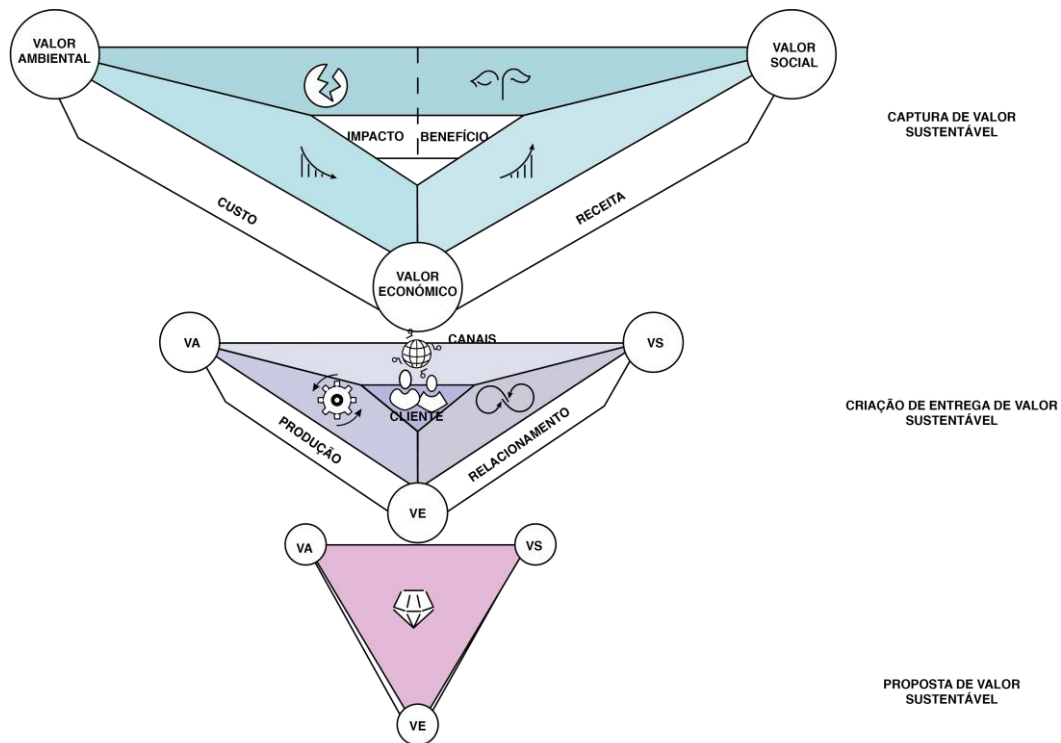 VALOR
AMBIENTAL
VALOR
SOCIAL
CAPTURA DE VALOR
SUSTENTÁVEL
IMPACTO
BENEFÍCIO
CUSTO
RECEITA
VALOR
ECONÓMICO
VA
CANAIS
VS
CLIENTE
CRIAÇÃO DE ENTREGA DE VALOR
SUSTENTÁVEL
PRODUÇÃO
RELACIONAMENTO
VE
VA
VS
PROPOSTA DE VALOR
SUSTENTÁVEL
VE